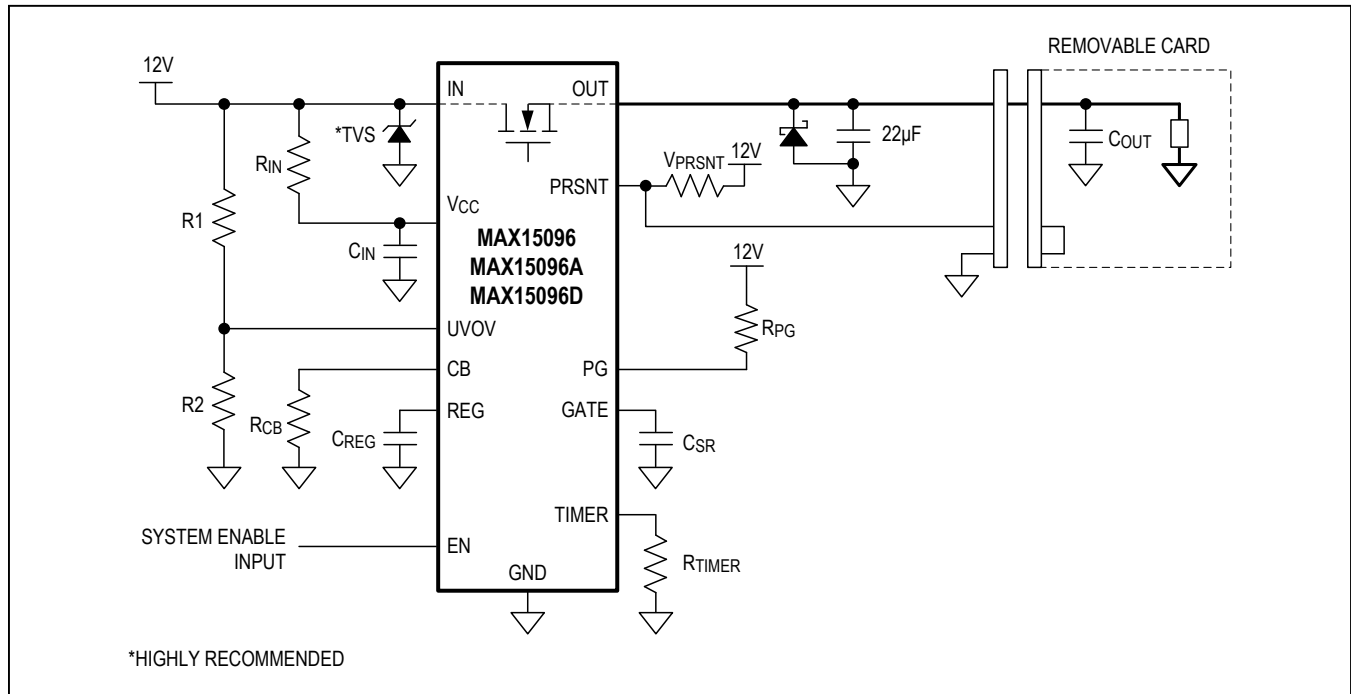 REMOVABLE CARD
12V
IN
OUT
*TVS
22µF
COUT
RIN
VPRSNT
12V
PRSNT
R1
VCC
CIN
MAX15096
MAX15096A
MAX15096D
12V
UVOV
RPG
CB
PG
R2
RCB
REG
GATE
CREG
CSR
TIMER
SYSTEM ENABLE
INPUT
EN
RTIMER
GND
*HIGHLY RECOMMENDED